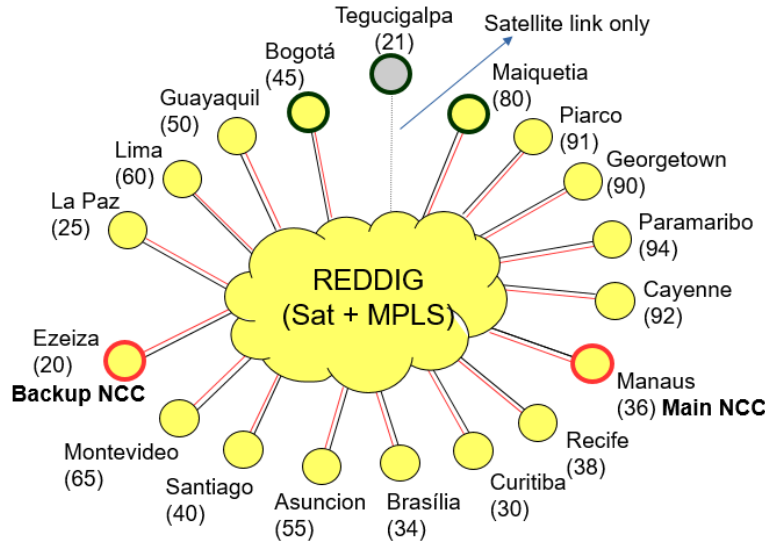 Tegucigalpa
(21)
Satellite link only
Bogotá
(45)
Maiquetia
(80)
Guayaquil
(50)
Piarco
(91)
Lima
(60)
Georgetown
(90)
La Paz
(25)
Paramaribo
(94)
REDDIG
(Sat + MPLS)
Cayenne
(92)
Ezeiza
(20)
Backup NCC
Manaus
(36) Main NCC
Montevideo
(65)
Recife
(38)
Santiago
(40)
Curitiba
(30)
Asuncion
(55)
Brasília
(34)